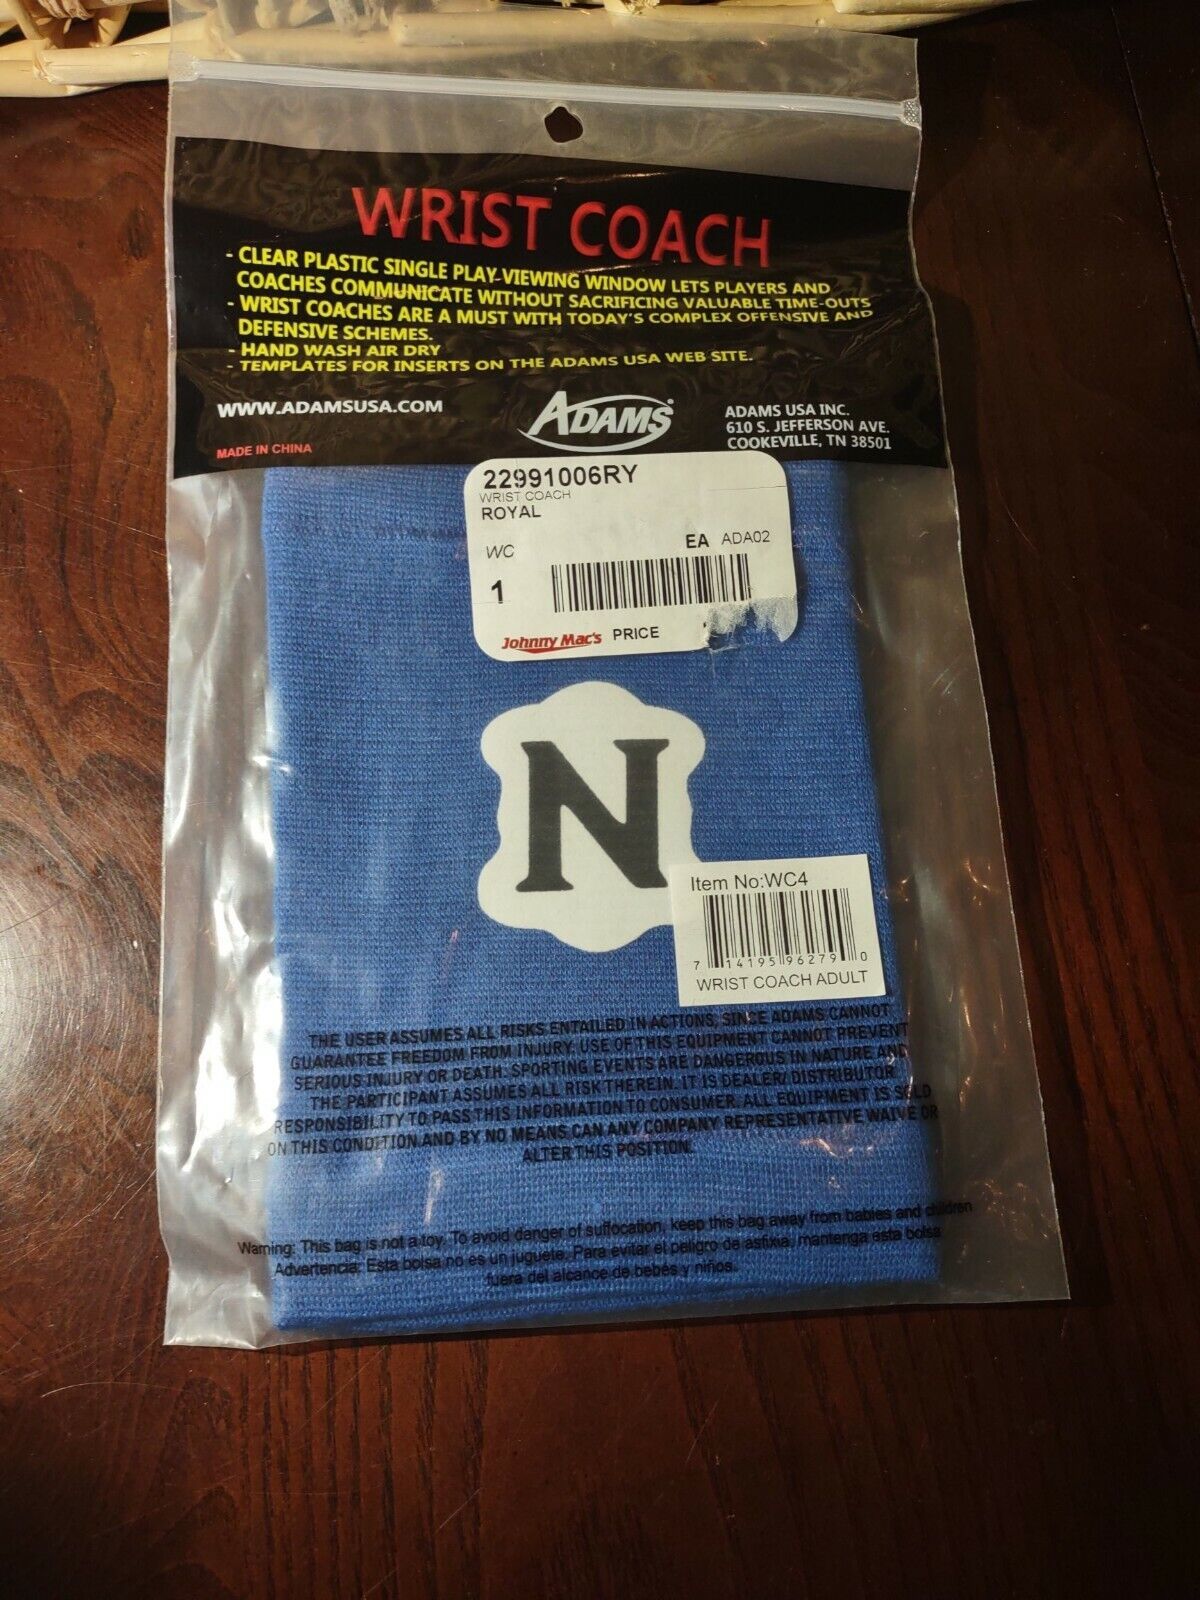 WRIST COACH
- CLEAR PLASTIC SINGLE PLAY-VIEWING WINDOW LETS PLAYERS AND
COACHES COMMUNICATE WITHOUT SACRIFICING VALUABLE TIME-OUTS
- WRIST COACHES ARE A MUST WITH TODAY'S COMPLEX OFFENSIVE AND
DEFENSIVE SCHEMES.
- HAND WASH AIR DRY
- TEMPLATES FOR INSERTS ON THE ADAMS USA WEB SITE.
WWW.ADAMSUSA.COM
MADE IN CHINA
ADAMS®
ADAMS USA INC.
610 S. JEFFERSON AVE.
COOKEVILLE, TN 38501
22991006RY
WRIST COACH
ROYAL
WC EA ADA02
1
Johnny Mac's PRICE
N
Item No:WC4
7 14195 96279 0
WRIST COACH ADULT
THE USER ASSUMES ALL RISKS ENTAILED IN ACTIONS, SINCE ADAMS CANNOT
GUARANTEE FREEDOM FROM INJURY. USE OF THIS EQUIPMENT CANNOT PREVENT
SERIOUS INJURY OR DEATH. SPORTING EVENTS ARE DANGEROUS IN NATURE AND
THE PARTICIPANT ASSUMES ALL RISK THEREIN. IT IS DEALER/ DISTRIBUTOR
RESPONSIBILITY TO PASS THIS INFORMATION TO CONSUMER. ALL EQUIPMENT IS SOLD
ON THIS CONDITION AND BY NO MEANS CAN ANY COMPANY REPRESENTATIVE WAIVE OR
ALTER THIS POSITION.
Warning: This bag is not a toy. To avoid danger of suffocation, keep this bag away from babies and children
Advertencia: Esta bolsa no es un juguete. Para evitar el peligro de asfixia, mantenga esta bolsa
fuera del alcance de bebes y niños.